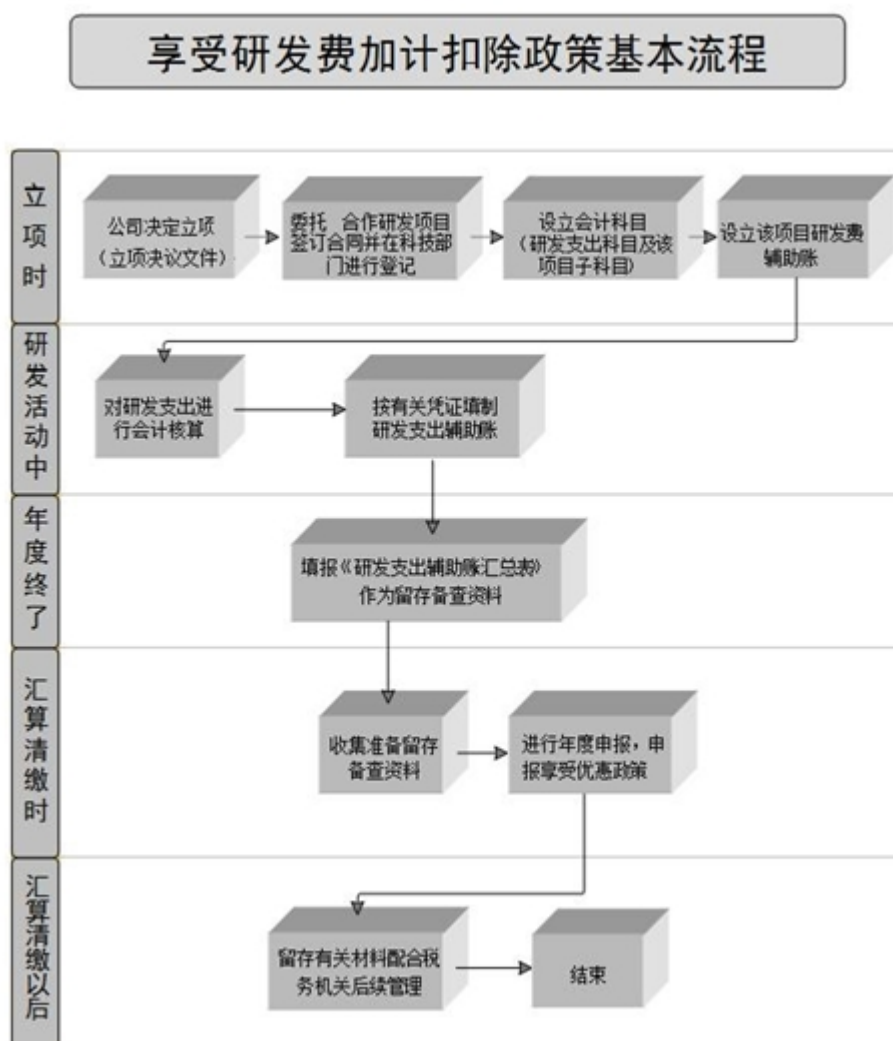 享受研发费加计扣除政策基本流程
立项时
公司决定立项
（立项决议文件）
委托　合作研发项目
签订合同并在科技部
门进行登记
设立会计科目
（研发支出科目及该
项目子科目）
设立该项目研发费
辅助账
研发活动中
对研发支出进
行会计核算
按有关凭证填制
研发支出辅助账
年度终了
填报《研发支出辅助账汇总表》
作为留存备查资料
汇算清缴时
收集准备留存
备查资料
进行年度申报，申
报享受优惠政策
汇算清缴以后
留存有关材料配合税
务机关后续管理
结束